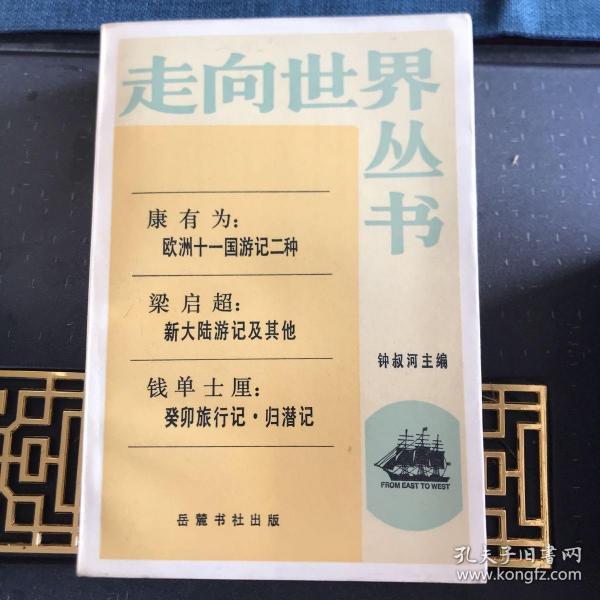 走向世界
丛书
康有为：
欧洲十一国游记二种
梁启超：
新大陆游记及其他
钱单士厘：
癸卯旅行记·归潜记
钟叔河主编
FROM EAST TO WEST
岳麓书社出版
孔夫子旧书网
www.kongfz.com